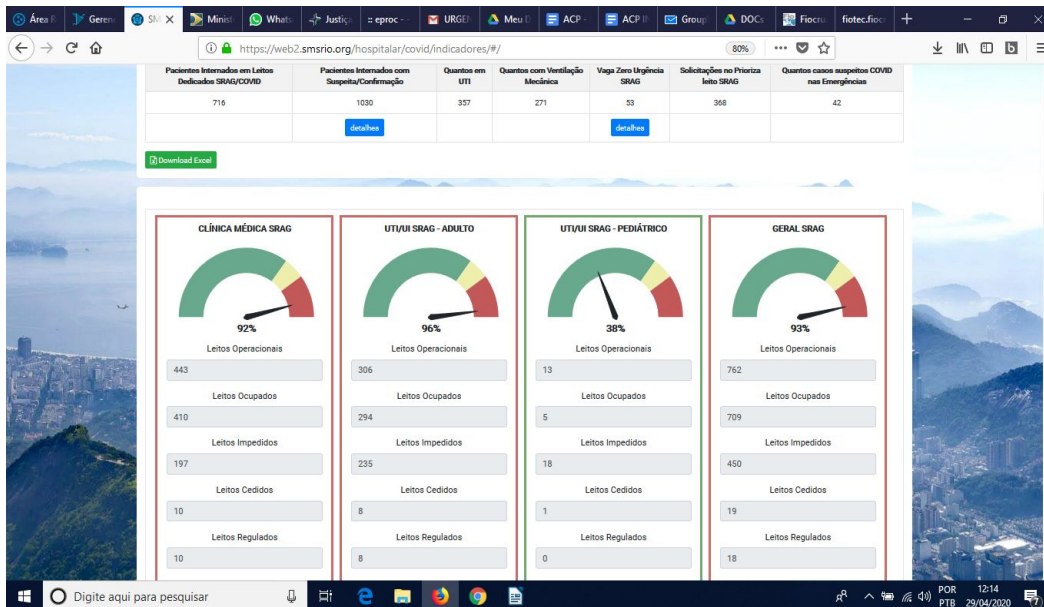 Área R
Geren
SM
Minist
Whats
Justiça
:: eproc - -
URGEN
Meu D
ACP -
ACP IN
Group
DOCs
Fiocru
fiotec.fioc
https://web2.smsrio.org/hospitalar/covid/indicadores/#/
80%
Pacientes Internados em Leitos Dedicados SRAG/COVID
Pacientes Internados com Suspeita/Confirmação
Quantos em UTI
Quantos com Ventilação Mecânica
Vaga Zero Urgência SRAG
Solicitações no Prioriza leito SRAG
Quantos casos suspeitos COVID nas Emergências
716 1030 357 271 53 368 42
detalhes detalhes
Download Excel
CLÍNICA MÉDICA SRAG
92%
Leitos Operacionais
443
Leitos Ocupados
410
Leitos Impedidos
197
Leitos Cedidos
10
Leitos Regulados
10
UTI/UI SRAG - ADULTO
96%
Leitos Operacionais
306
Leitos Ocupados
294
Leitos Impedidos
235
Leitos Cedidos
8
Leitos Regulados
8
UTI/UI SRAG - PEDIÁTRICO
38%
Leitos Operacionais
13
Leitos Ocupados
5
Leitos Impedidos
18
Leitos Cedidos
1
Leitos Regulados
0
GERAL SRAG
93%
Leitos Operacionais
762
Leitos Ocupados
709
Leitos Impedidos
450
Leitos Cedidos
19
Leitos Regulados
18
Digite aqui para pesquisar
POR
PTB
12:14
29/04/2020
7